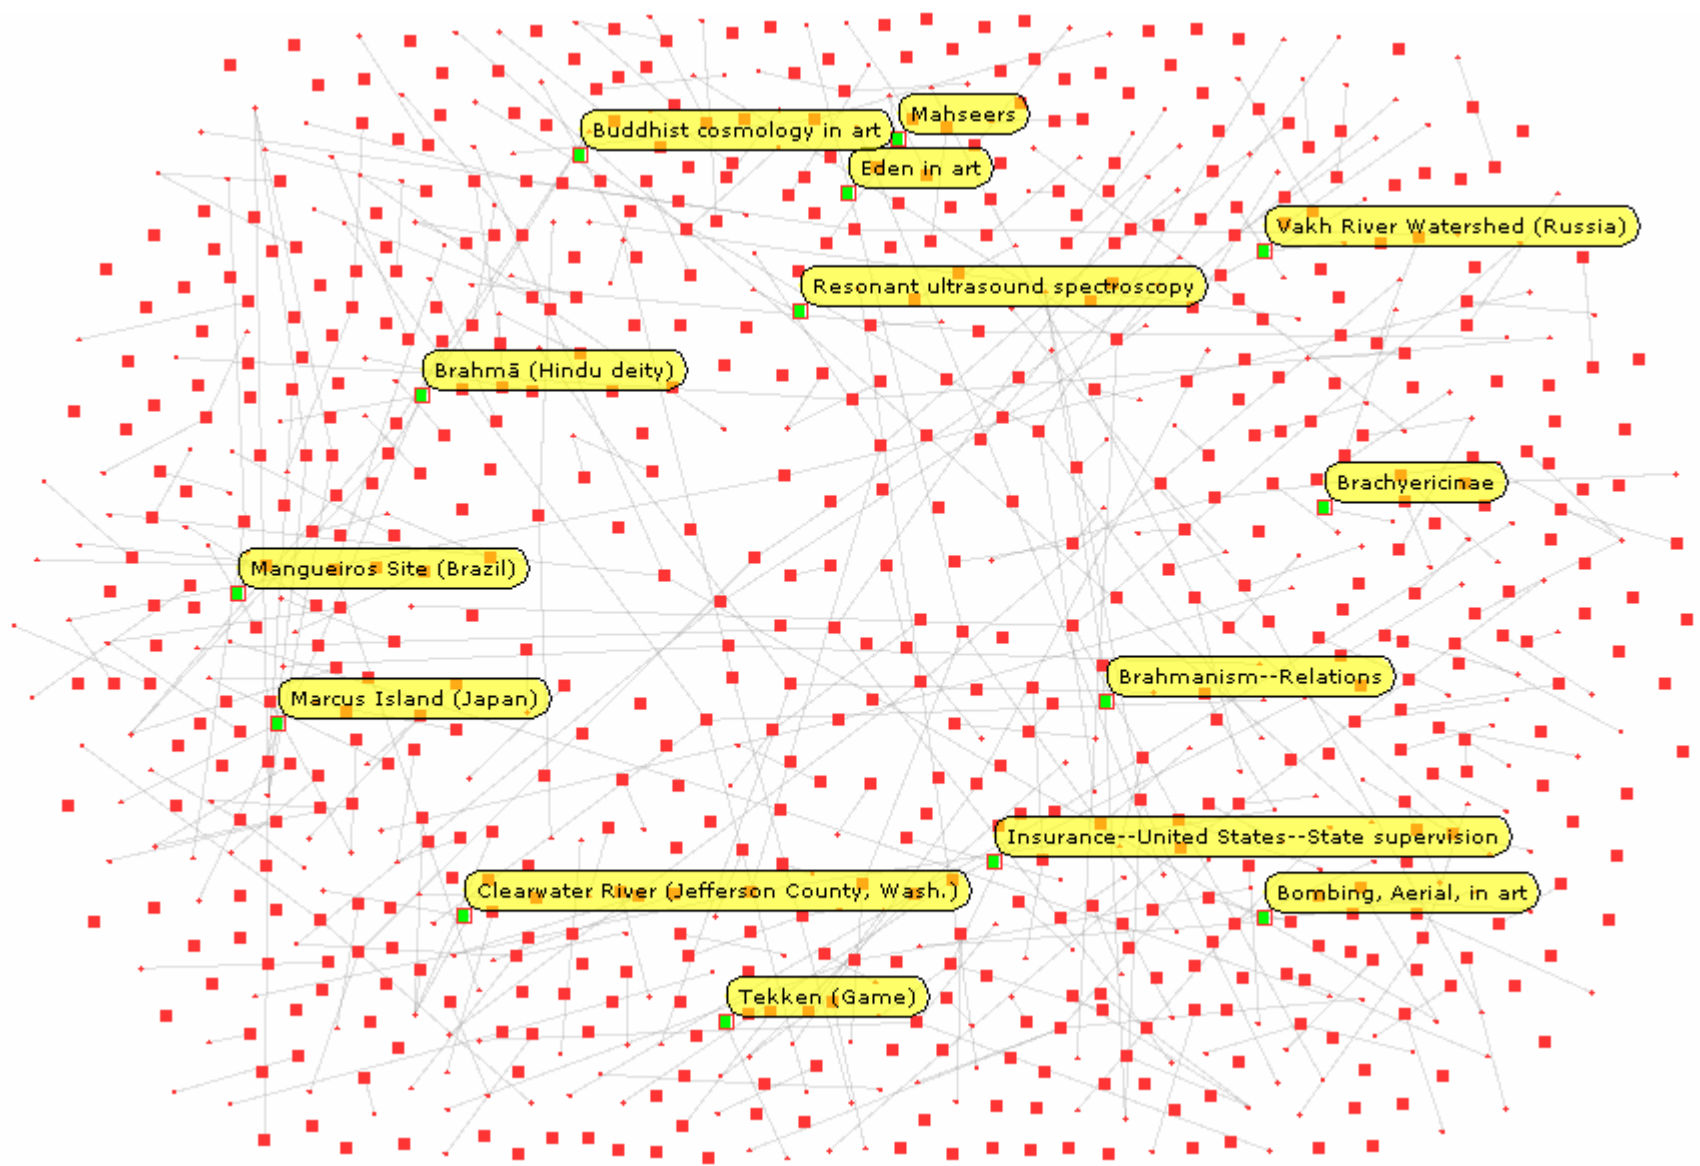 Mahseers
Buddhist cosmology in art
Eden in art
Vakh River Watershed (Russia)
Resonant ultrasound spectroscopy
Brahmā (Hindu deity)
Brachyericinae
Mangueiros Site (Brazil)
Brahmanism--Relations
Marcus Island (Japan)
Insurance--United States--State supervision
Clearwater River (Jefferson County, Wash.)
Bombing, Aerial, in art
Tekken (Game)